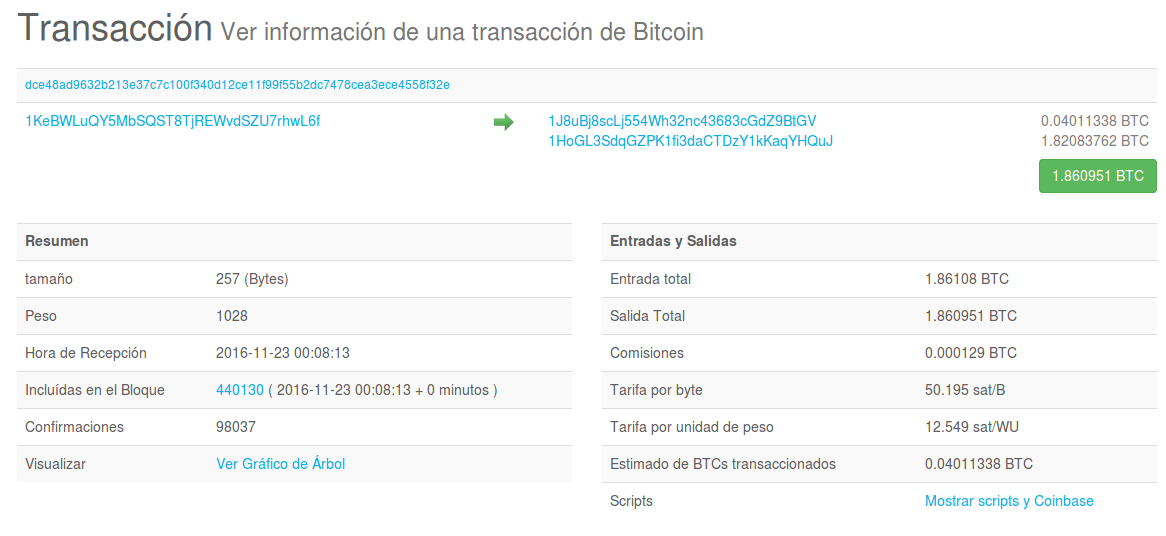 Transacción Ver información de una transacción de Bitcoin
dce48ad9632b213e37c7c100f340d12ce11f99f55b2dc7478cea3ece4558f32e
1KeBWLuQY5MbSQST8TjREWvdSZU7rhwL6f
1J8uBj8scLj554Wh32nc43683cGdZ9BtGV 0.04011338 BTC
1HoGL3SdqGZPK1fi3daCTDzY1kKaqYHQuJ 1.82083762 BTC
1.860951 BTC
Resumen
tamaño 257 (Bytes)
Peso 1028
Hora de Recepción 2016-11-23 00:08:13
Incluídas en el Bloque 440130 ( 2016-11-23 00:08:13 + 0 minutos )
Confirmaciones 98037
Visualizar Ver Gráfico de Árbol
Entradas y Salidas
Entrada total 1.86108 BTC
Salida Total 1.860951 BTC
Comisiones 0.000129 BTC
Tarifa por byte 50.195 sat/B
Tarifa por unidad de peso 12.549 sat/WU
Estimado de BTCs transaccionados 0.04011338 BTC
Scripts Mostrar scripts y Coinbase